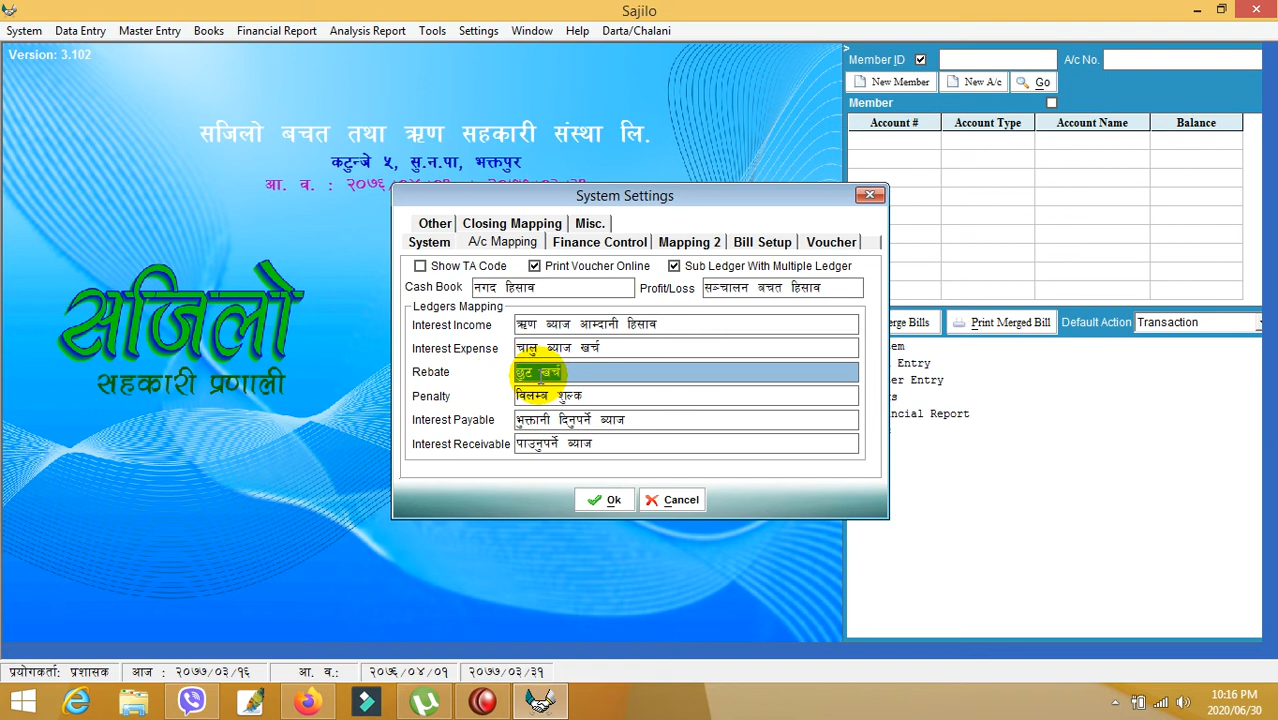 Sajilo
System Data Entry Master Entry Books Financial Report Analysis Report Tools Settings Window Help Darta/Chalani
Version: 3.102
सजिलो बचत तथा ऋण सहकारी संस्था लि.
कटुन्जे ५, सु.न.पा, भक्तपुर
सजिलो
सहकारी प्रणाली
> Member ID A/c No.
New Member New A/c Go
Member
Account # Account Type Account Name Balance
Print Merged Bill Default Action Transaction
Entry
Entry
ncial Report
System Settings
Other Closing Mapping Misc.
System A/c Mapping Finance Control Mapping 2 Bill Setup Voucher
Show TA Code Print Voucher Online Sub Ledger With Multiple Ledger
Cash Book नगद हिसाव Profit/Loss सञ्चालन बचत हिसाव
Ledgers Mapping
Interest Income ऋण ब्याज आम्दानी हिसाव
Interest Expense चालु ब्याज खर्च
Rebate छुट खर्च
Penalty विलम्व शुल्क
Interest Payable भुक्तानी दिनुपर्ने ब्याज
Interest Receivable पाउनुपर्ने ब्याज
Ok Cancel
प्रयोगकर्ता: प्रशासक आज : २०७७/०३/१६ आ. व.: २०७६/०४/०१ २०७७/०३/३१
10:16 PM
2020/06/30